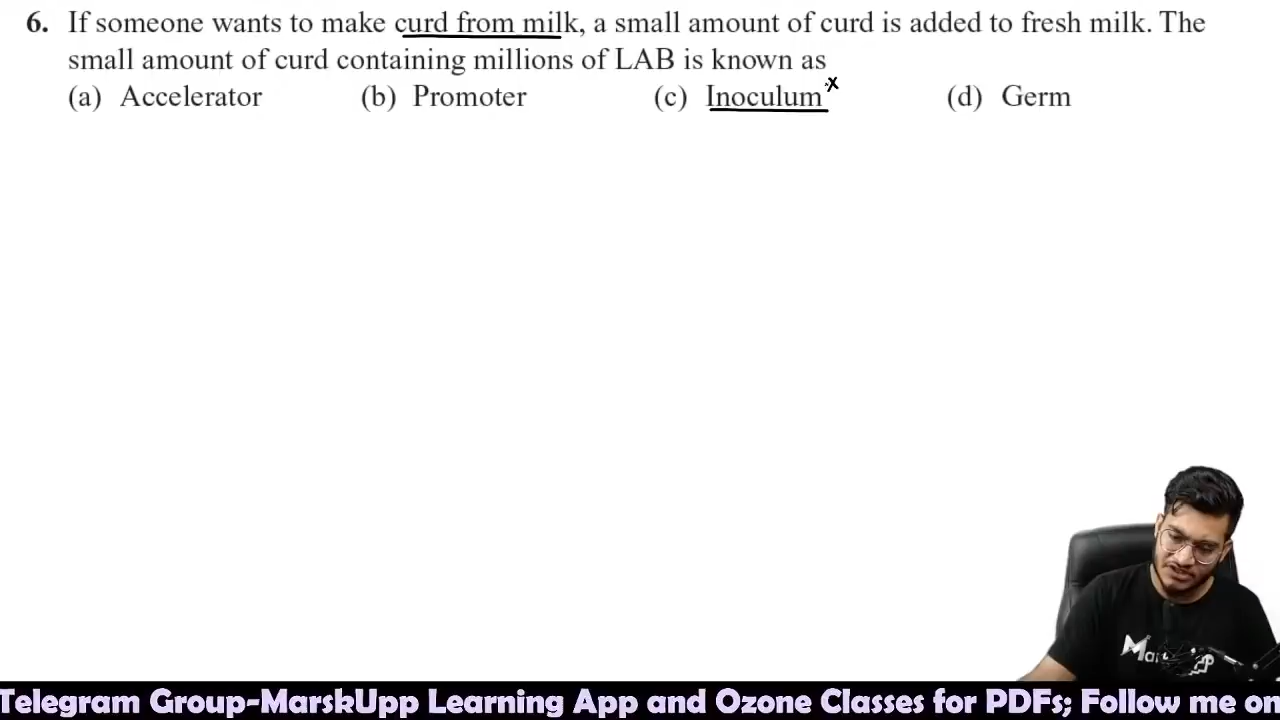 6. If someone wants to make curd from milk, a small amount of curd is added to fresh milk. The
small amount of curd containing millions of LAB is known as
(a) Accelerator (b) Promoter (c) Inoculum x (d) Germ
Telegram Group-MarskUpp Learning App and Ozone Classes for PDFs; Follow me on